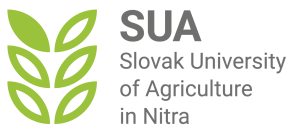 SUA
Slovak University
of Agriculture
in Nitra